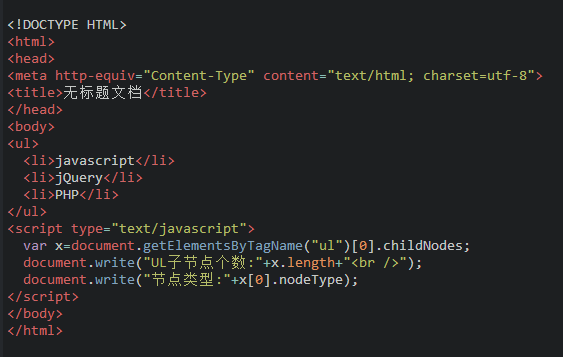 <!DOCTYPE HTML>
<html>
<head>
<meta http-equiv="Content-Type" content="text/html; charset=utf-8">
<title>无标题文档</title>
</head>
<body>
<ul>
  <li>javascript</li>
  <li>jQuery</li>
  <li>PHP</li>
</ul>
<script type="text/javascript">
  var x=document.getElementsByTagName("ul")[0].childNodes;
  document.write("UL子节点个数:"+x.length+"<br />");
  document.write("节点类型:"+x[0].nodeType);
</script>
</body>
</html>